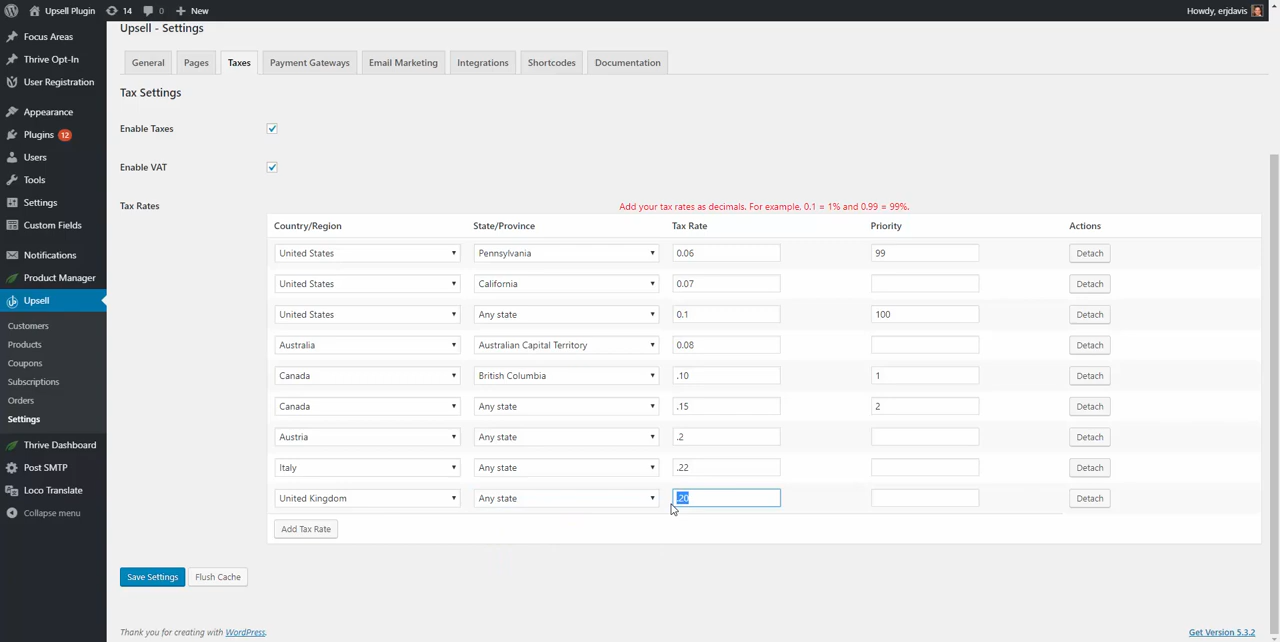 Upsell Plugin 14 0 New Howdy, erjdavis
Focus Areas
Thrive Opt-In
User Registration
Appearance
Plugins 12
Users
Tools
Settings
Custom Fields
Notifications
Product Manager
Upsell
Customers
Products
Coupons
Subscriptions
Orders
Settings
Thrive Dashboard
Post SMTP
Loco Translate
Collapse menu
Upsell - Settings
General Pages Taxes Payment Gateways Email Marketing Integrations Shortcodes Documentation
Tax Settings
Enable Taxes
Enable VAT
Tax Rates
Add your tax rates as decimals. For example, 0.1 = 1% and 0.99 = 99%.
Country/Region State/Province Tax Rate Priority Actions
United States Pennsylvania 0.06 99 Detach
United States California 0.07 Detach
United States Any state 0.1 100 Detach
Australia Australian Capital Territory 0.08 Detach
Canada British Columbia .10 1 Detach
Canada Any state .15 2 Detach
Austria Any state .2 Detach
Italy Any state .22 Detach
United Kingdom Any state .20 Detach
Add Tax Rate
Save Settings Flush Cache
Thank you for creating with WordPress. Get Version 5.3.2